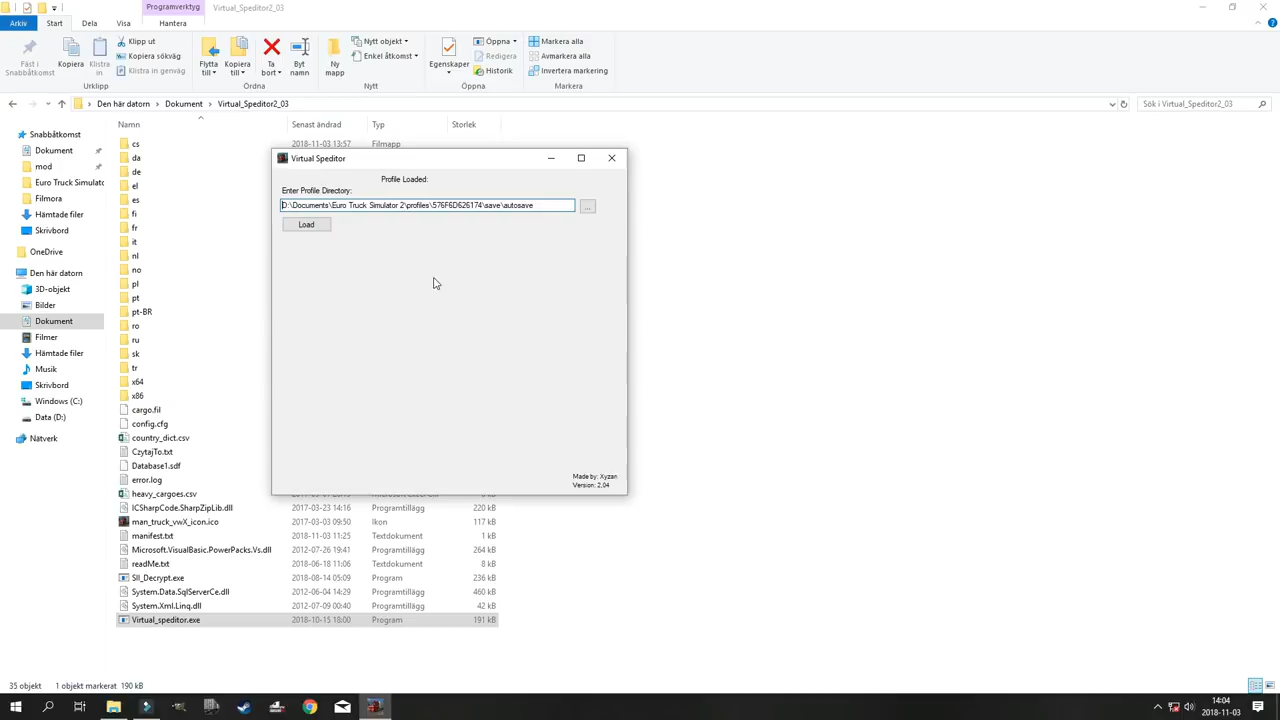 Programverktyg
Virtual_Speditor2_03
Arkiv
Start
Dela
Visa
Hantera
Fäst i Snabbåtkomst
Kopiera
Klistra in
Klipp ut
Kopiera sökväg
Klistra in genväg
Urklipp
Flytta till
Kopiera till
Ta bort
Byt namn
Ordna
Ny mapp
Nytt objekt
Enkel åtkomst
Nytt
Egenskaper
Öppna
Redigera
Historik
Öppna
Markera alla
Avmarkera alla
Invertera markering
Markera
Den här datorn > Dokument > Virtual_Speditor2_03
Sök i Virtual_Speditor2_03
Snabbåtkomst
Dokument
mod
Euro Truck Simulato
Filmora
Hämtade filer
Skrivbord
OneDrive
Den här datorn
3D-objekt
Bilder
Dokument
Filmer
Hämtade filer
Musik
Skrivbord
Windows (C:)
Data (D:)
Nätverk
Namn
Senast ändrad
Typ
Storlek
cs 2018-11-03 13:57 Filmapp
da
de
el
es
fi
fr
it
nl
no
pl
pt
pt-BR
ro
ru
sk
tr
x64
x86
cargo.fil
config.cfg
country_dict.csv
CzytajTo.txt
Database1.sdf
error.log
heavy_cargoes.csv
ICSharpCode.SharpZipLib.dll 2017-03-23 14:16 Programtillägg 220 kB
man_truck_vwX_icon.ico 2017-03-03 09:50 Ikon 117 kB
manifest.txt 2018-11-03 11:25 Textdokument 1 kB
Microsoft.VisualBasic.PowerPacks.Vs.dll 2012-07-26 19:41 Programtillägg 264 kB
readMe.txt 2018-06-18 11:06 Textdokument 8 kB
SII_Decrypt.exe 2018-08-14 05:09 Program 236 kB
System.Data.SqlServerCe.dll 2012-06-04 14:29 Programtillägg 460 kB
System.Xml.Linq.dll 2012-07-09 00:40 Programtillägg 42 kB
Virtual_speditor.exe 2018-10-15 18:00 Program 191 kB
Virtual Speditor
Profile Loaded:
Enter Profile Directory:
D:\Documents\Euro Truck Simulator 2\profiles\576F6D626174\save\autosave
...
Load
Made by: Xyzan
Version: 2,04
35 objekt 1 objekt markerat 190 kB
14:04
2018-11-03